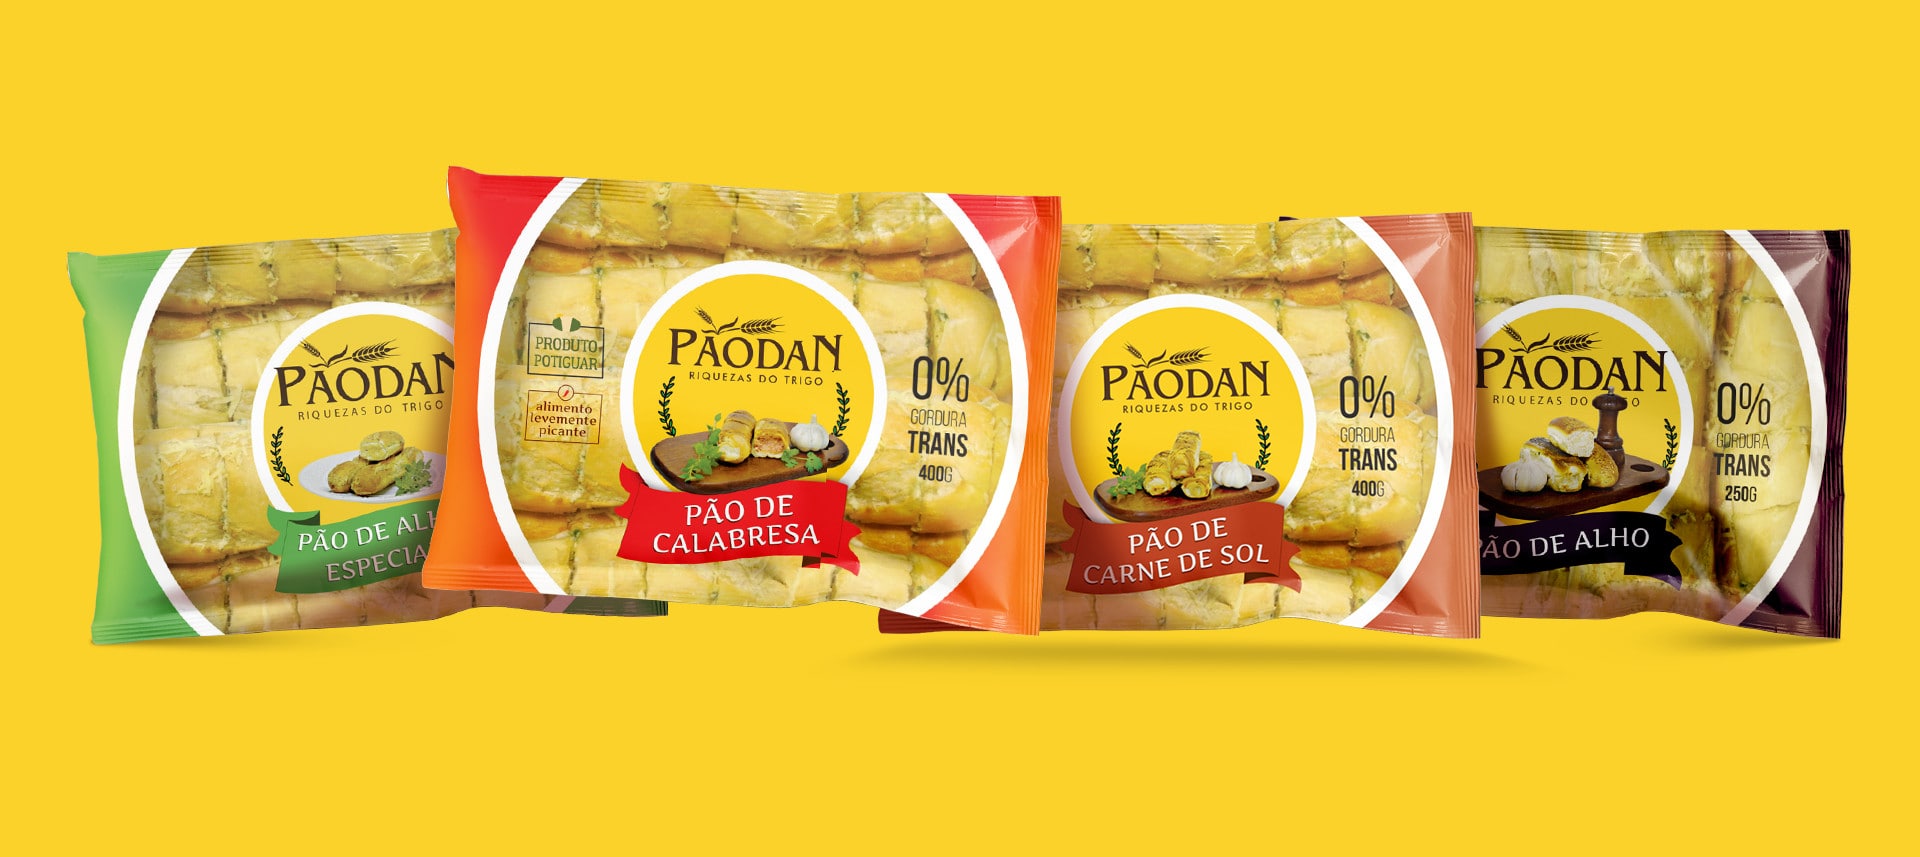 PÃODAN
RIQUEZAS DO TRIGO
PÃO DE
ESPECIA
PRODUTO
POTIGUAR
alimento
levemente
picante
PÃODAN
RIQUEZAS DO TRIGO
PÃO DE
CALABRESA
0%
GORDURA
TRANS
400G
PÃODAN
RIQUEZAS DO TRIGO
PÃO DE
CARNE DE SOL
0%
GORDURA
TRANS
400G
PÃODAN
RIQUEZAS DO
PÃO DE ALHO
0%
GORDURA
TRANS
250G